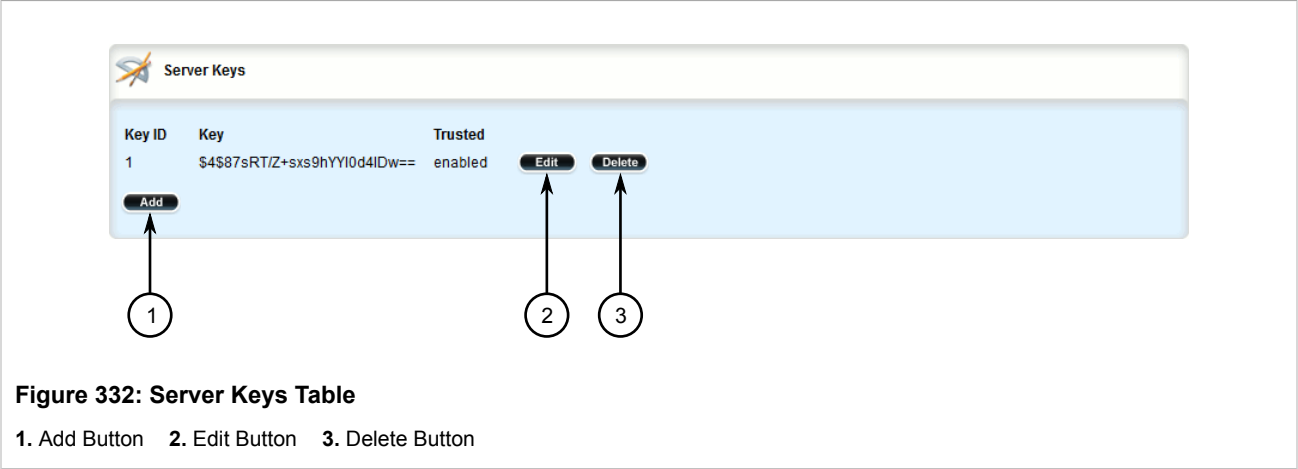 Server Keys
Key ID Key Trusted
1 $4$87sRT/Z+sxs9hYYl0d4IDw== enabled Edit Delete
Add
1 2 3
Figure 332: Server Keys Table
1. Add Button 2. Edit Button 3. Delete Button